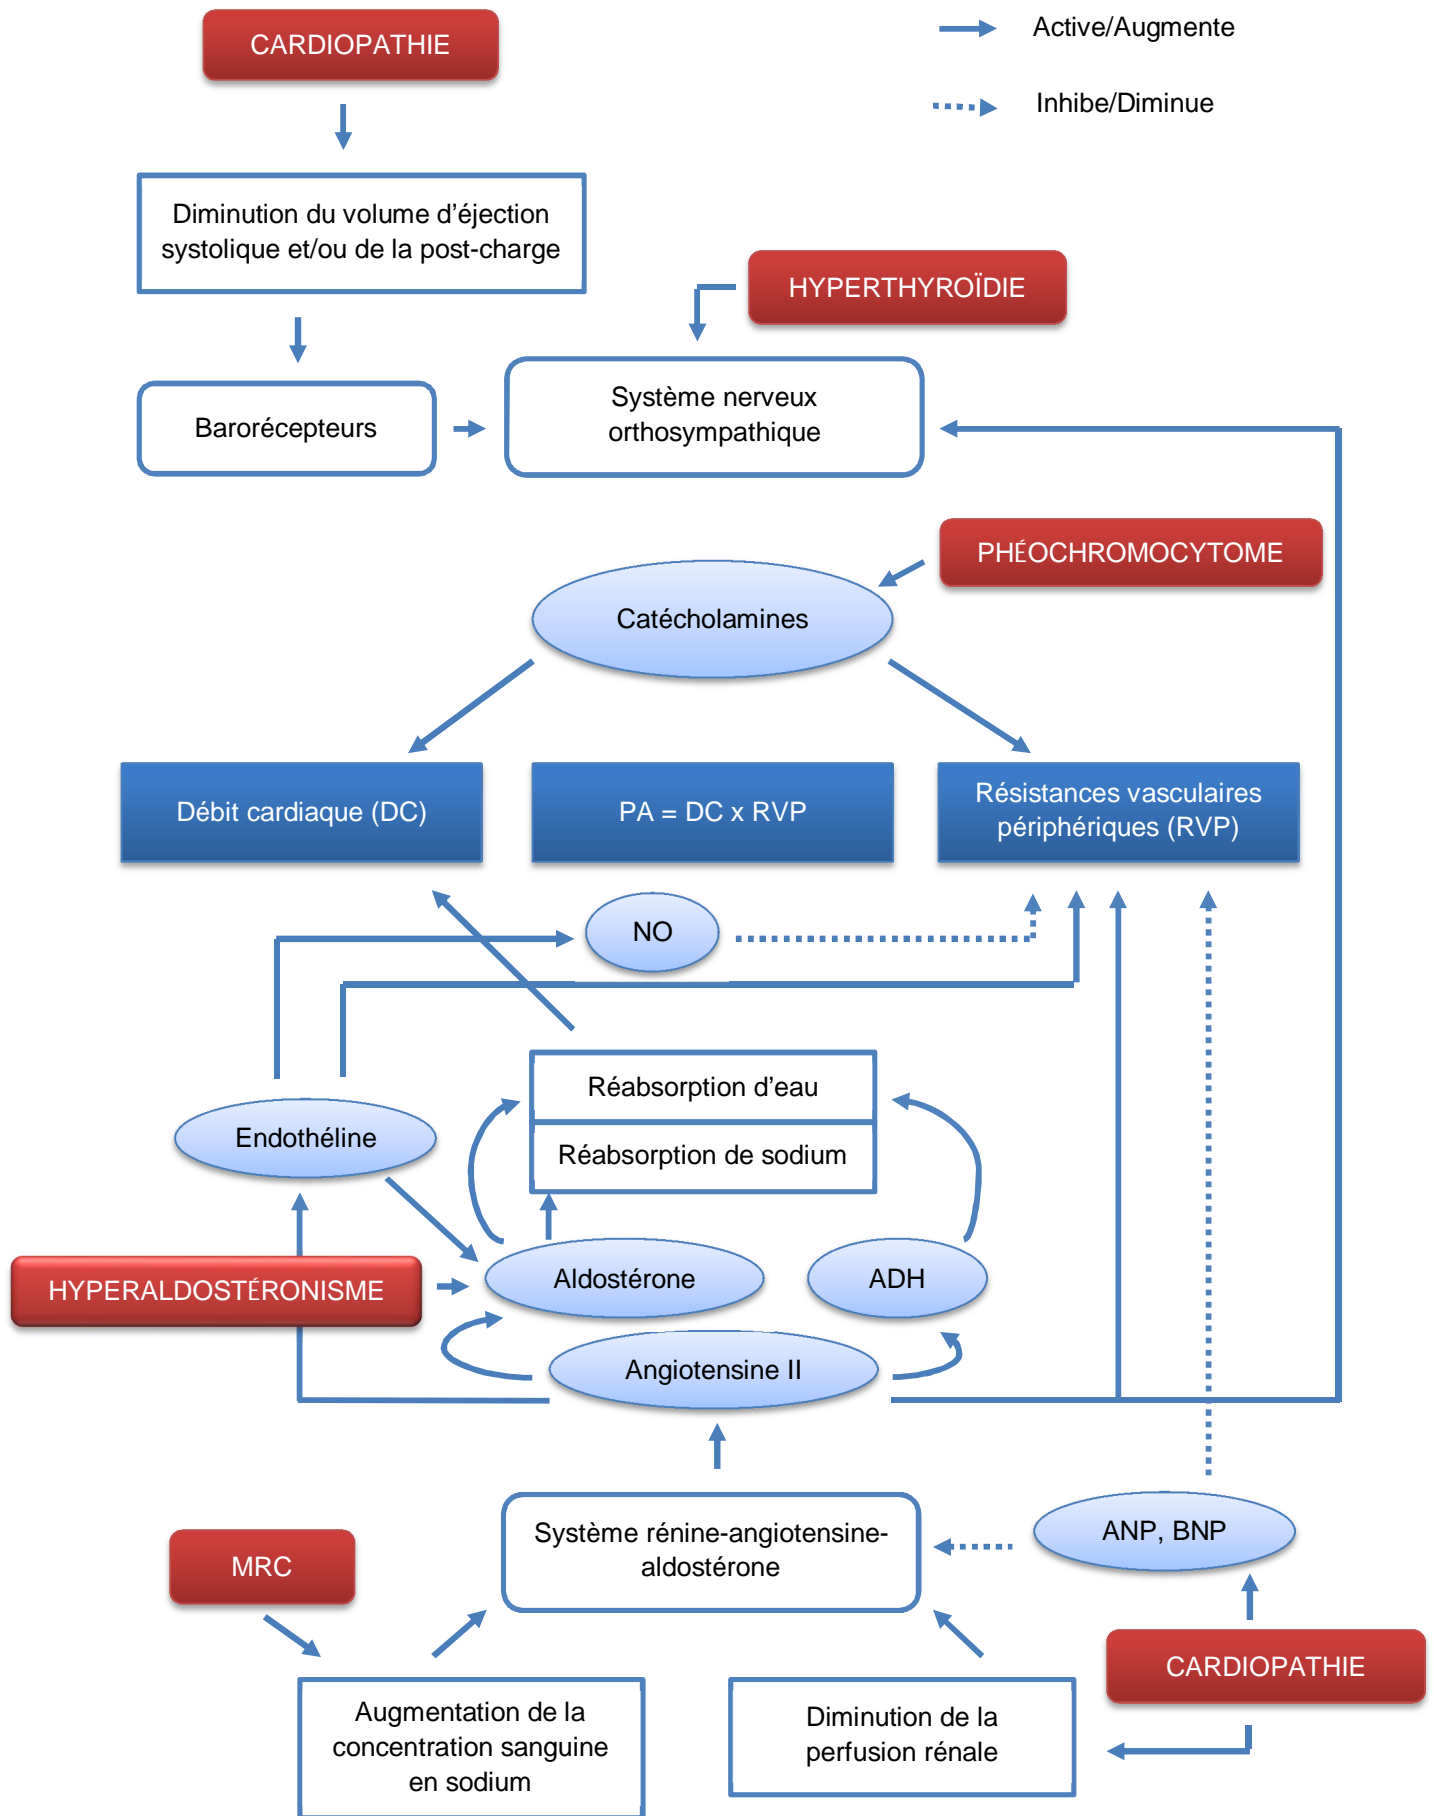 CARDIOPATHIE
Active/Augmente
Inhibe/Diminue
Diminution du volume d’éjection
systolique et/ou de la post-charge
HYPERTHYROÏDIE
Barorécepteurs
Système nerveux
orthosympathique
PHÉOCHROMOCYTOME
Catécholamines
Débit cardiaque (DC)
PA = DC x RVP
Résistances vasculaires
périphériques (RVP)
NO
Réabsorption d’eau
Endothéline
Réabsorption de sodium
HYPERALDOSTÉRONISME
Aldostérone
ADH
Angiotensine II
Système rénine-angiotensine-
aldostérone
ANP, BNP
MRC
CARDIOPATHIE
Augmentation de la
concentration sanguine
en sodium
Diminution de la
perfusion rénale